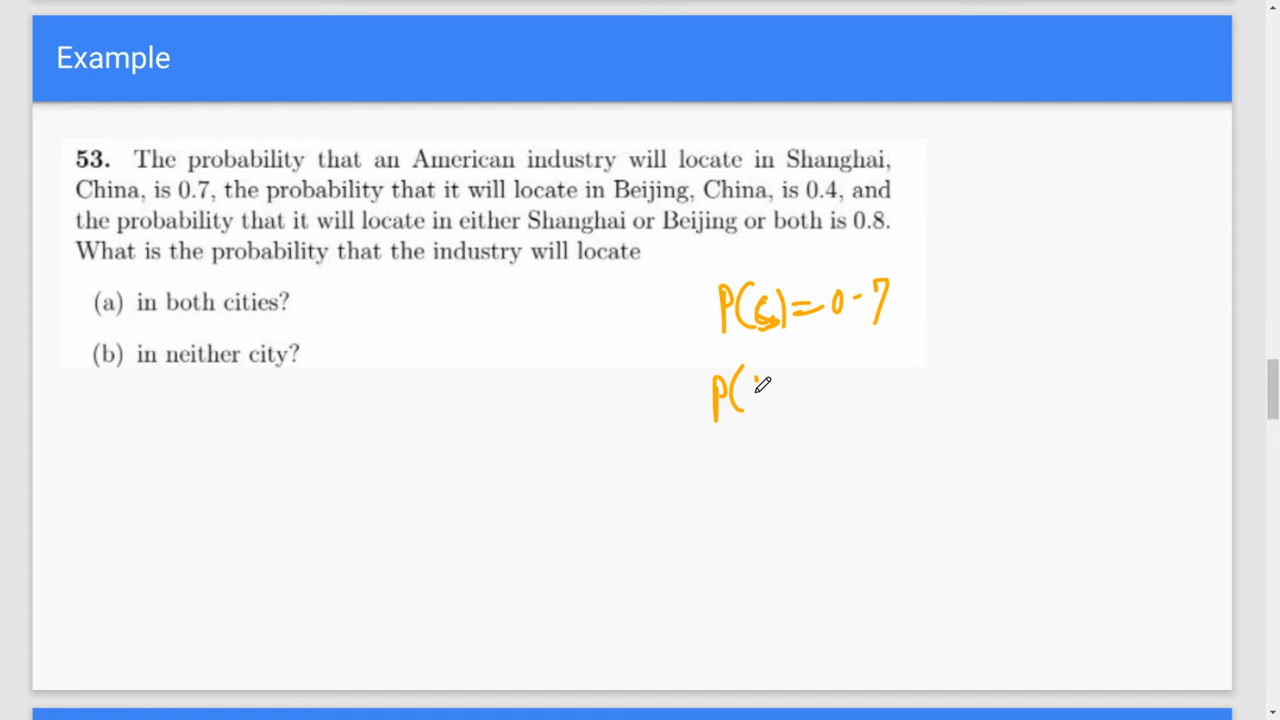 Example
53. The probability that an American industry will locate in Shanghai,
China, is 0.7, the probability that it will locate in Beijing, China, is 0.4, and
the probability that it will locate in either Shanghai or Beijing or both is 0.8.
What is the probability that the industry will locate
(a) in both cities?
P(S)=0.7
(b) in neither city?
P(